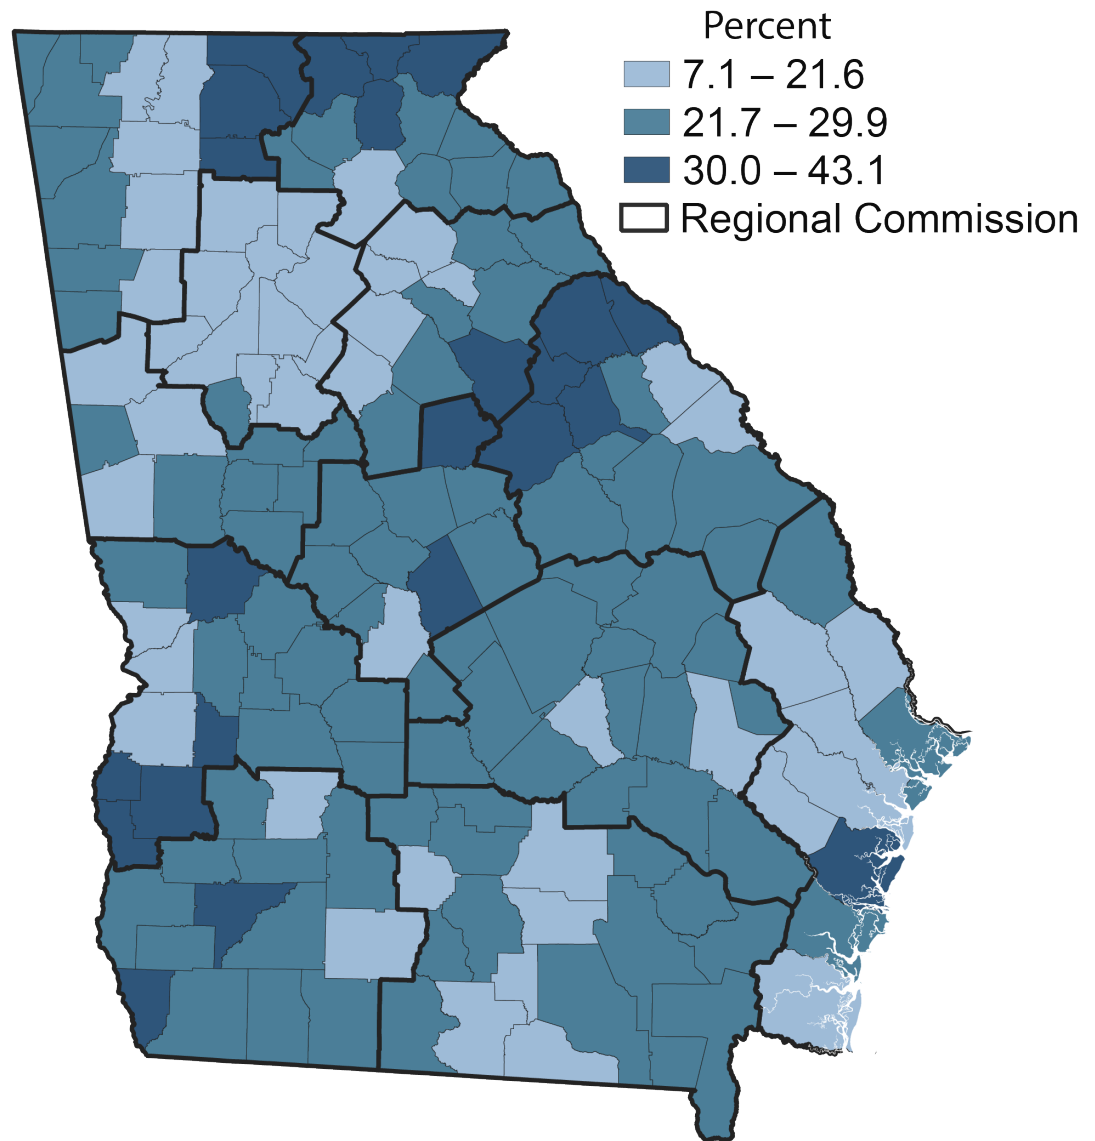 Percent
7.1 – 21.6
21.7 – 29.9
30.0 – 43.1
Regional Commission